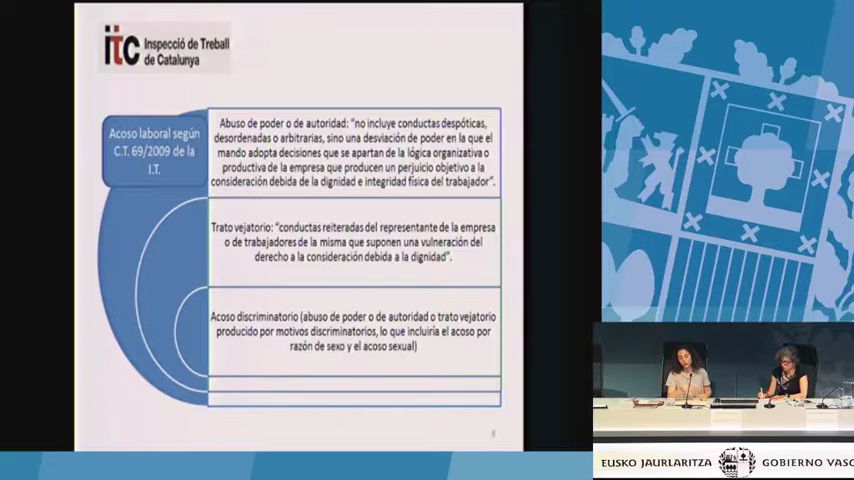 itc Inspecció de Treball
de Catalunya
Acoso laboral según
C.T. 69/2009 de la
I.T.
Abuso de poder o de autoridad: "no incluye conductas despóticas,
desordenadas o arbitrarias, sino una desviación de poder en la que el
mando adopta decisiones que se apartan de la lógica organizativa o
productiva de la empresa que producen un perjuicio objetivo a la
consideración debida de la dignidad e integridad física del trabajador".
Trato vejatorio: "conductas reiteradas del representante de la empresa
o de trabajadores de la misma que suponen una vulneración del
derecho a la consideración debida a la dignidad".
Acoso discriminatorio (abuso de poder o de autoridad o trato vejatorio
producido por motivos discriminatorios, lo que incluiría el acoso por
razón de sexo y el acoso sexual)
8
EUSKO JAURLARITZA GOBIERNO VASC